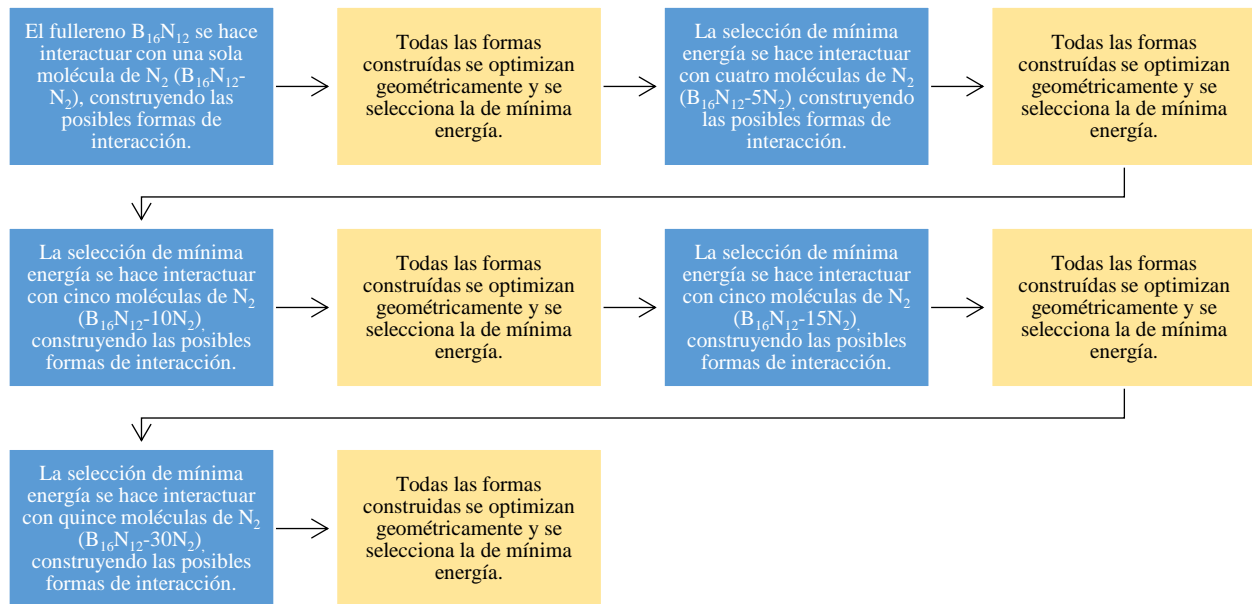 El fullereno B₁₆N₁₂ se hace
interactuar con una sola
molécula de N₂ (B₁₆N₁₂-
N₂), construyendo las
posibles formas de
interacción.
Todas las formas
construídas se optimizan
geométricamente y se
selecciona la de mínima
energía.
La selección de mínima
energía se hace interactuar
con cuatro moléculas de N₂
(B₁₆N₁₂-5N₂), construyendo
las posibles formas de
interacción.
Todas las formas
construídas se optimizan
geométricamente y se
selecciona la de mínima
energía.
La selección de mínima
energía se hace interactuar
con cinco moléculas de N₂
(B₁₆N₁₂-10N₂),
construyendo las posibles
formas de interacción.
Todas las formas
construídas se optimizan
geométricamente y se
selecciona la de mínima
energía.
La selección de mínima
energía se hace interactuar
con cinco moléculas de N₂
(B₁₆N₁₂-15N₂),
construyendo las posibles
formas de interacción.
Todas las formas
construídas se optimizan
geométricamente y se
selecciona la de mínima
energía.
La selección de mínima
energía se hace interactuar
con quince moléculas de N₂
(B₁₆N₁₂-30N₂),
construyendo las posibles
formas de interacción.
Todas las formas
construidas se optimizan
geométricamente y se
selecciona la de mínima
energía.